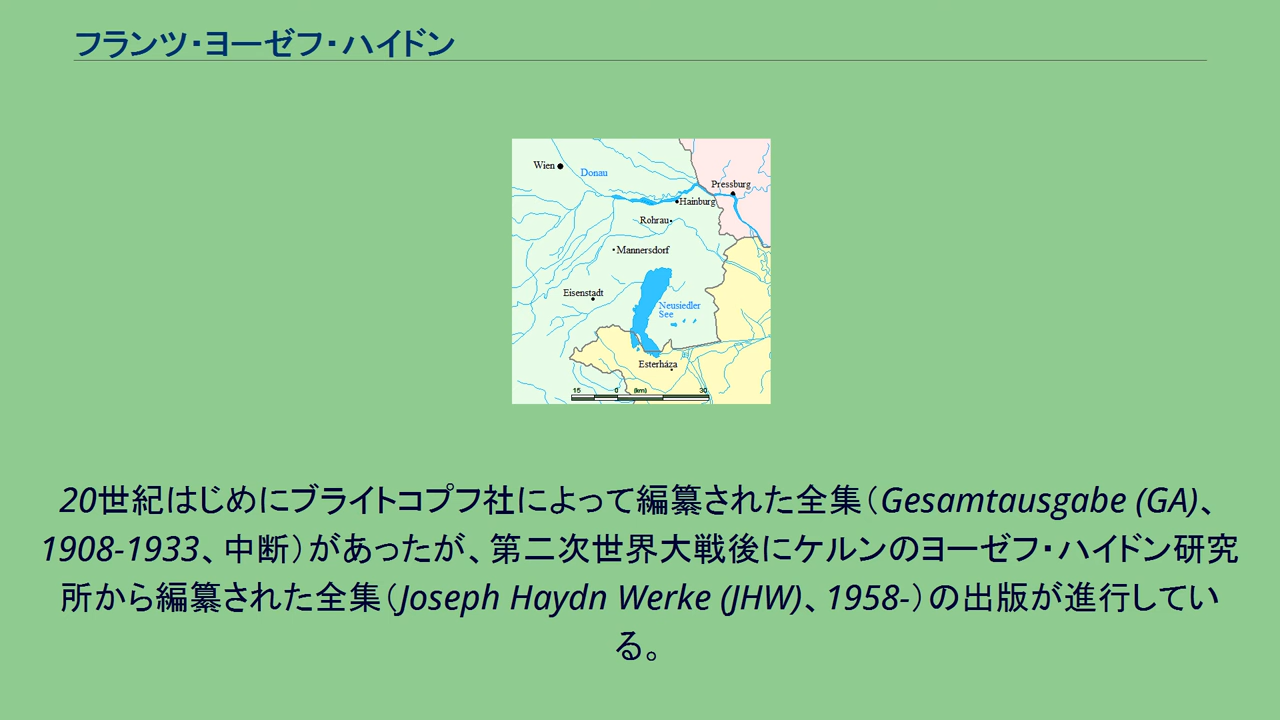 フランツ・ヨーゼフ・ハイドン
Wien
Donau
Pressburg
Hainburg
Rohrau
Mannersdorf
Eisenstadt
Neusiedler
See
Esterháza
15 0 (km) 30
20世紀はじめにブライトコプフ社によって編纂された全集（Gesamtausgabe (GA)、
1908-1933、中断）があったが、第二次世界大戦後にケルンのヨーゼフ・ハイドン研究
所から編纂された全集（Joseph Haydn Werke (JHW)、1958-）の出版が進行してい
る。